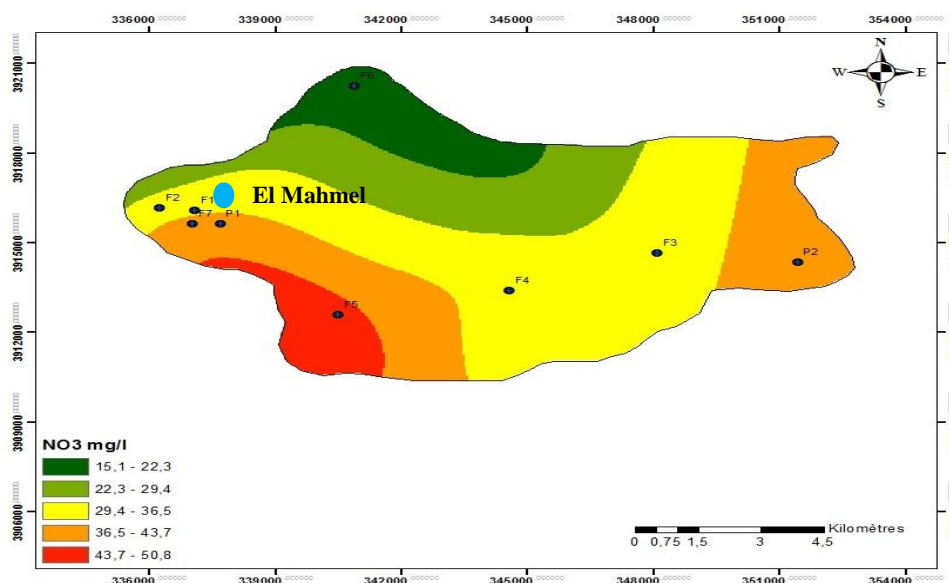 336000 339000 342000 345000 348000 351000 354000
3921000
3918000
3915000
3912000
3909000
3906000
N
W E
S
F6
F2
F1
El Mahmel
F7
P1
F3
P2
F4
F5
NO3 mg/l
15,1 - 22,3
22,3 - 29,4
29,4 - 36,5
36,5 - 43,7
43,7 - 50,8
Kilomètres
0 0,75 1,5 3 4,5
336000 339000 342000 345000 348000 351000 354000